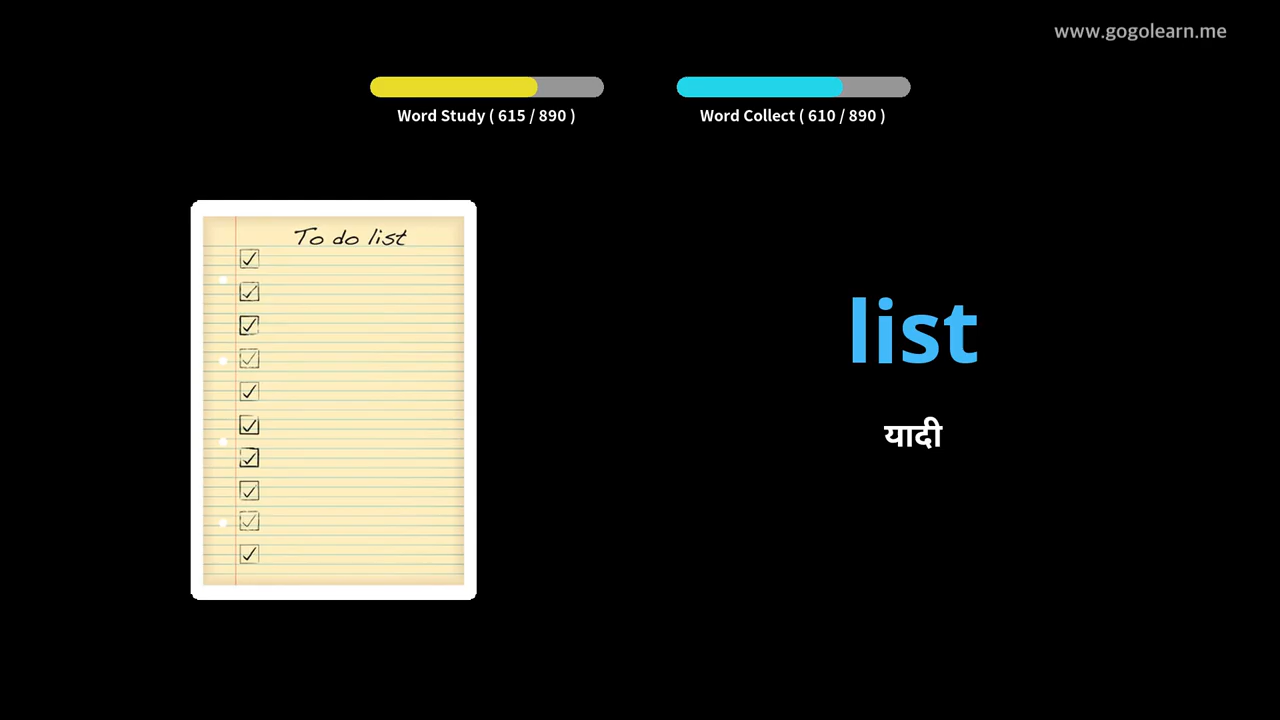 www.gogolearn.me
Word Study ( 615 / 890 )
Word Collect ( 610 / 890 )
To do list
list
यादी